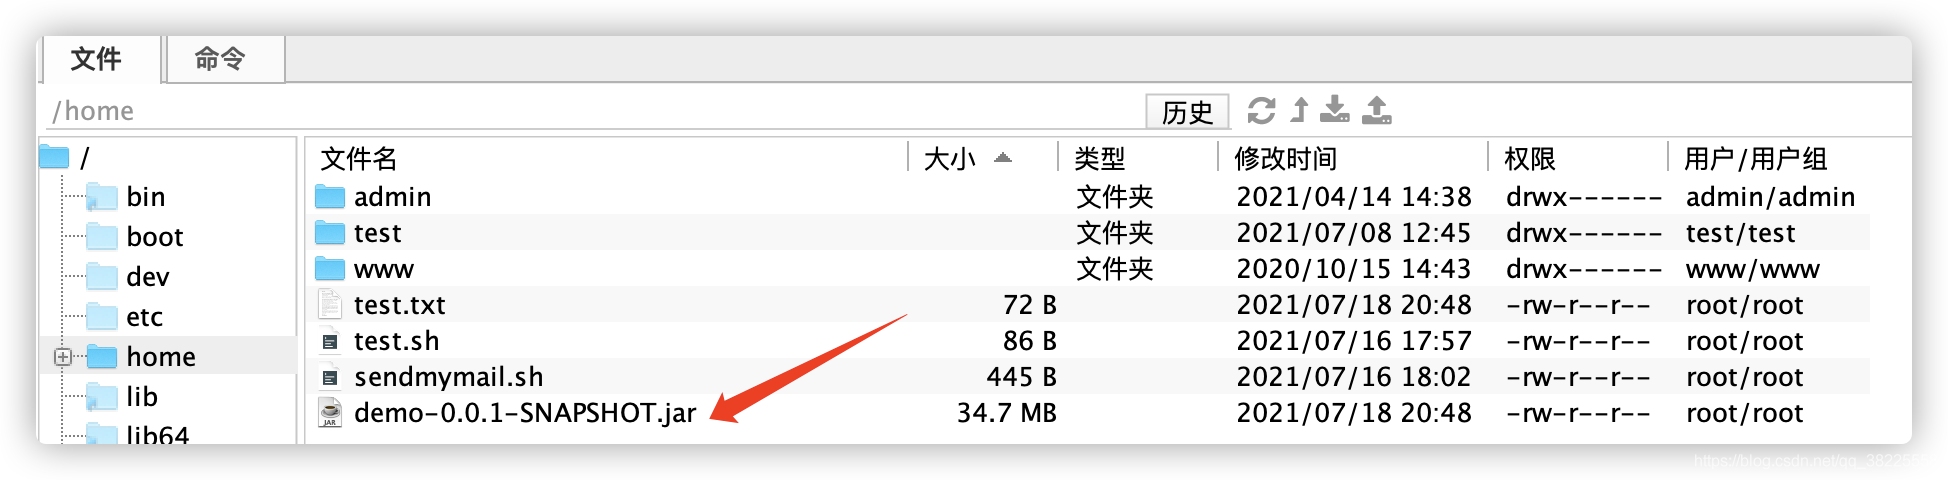 文件 命令
/home 历史
/ 文件名 大小 类型 修改时间 权限 用户/用户组
bin admin 文件夹 2021/04/14 14:38 drwx------ admin/admin
boot test 文件夹 2021/07/08 12:45 drwx------ test/test
dev www 文件夹 2020/10/15 14:43 drwx------ www/www
etc test.txt 72 B 2021/07/18 20:48 -rw-r--r-- root/root
test.sh 86 B 2021/07/16 17:57 -rw-r--r-- root/root
home sendmymail.sh 445 B 2021/07/16 18:02 -rw-r--r-- root/root
lib demo-0.0.1-SNAPSHOT.jar 34.7 MB 2021/07/18 20:48 -rw-r--r-- root/root
JAR
lib64